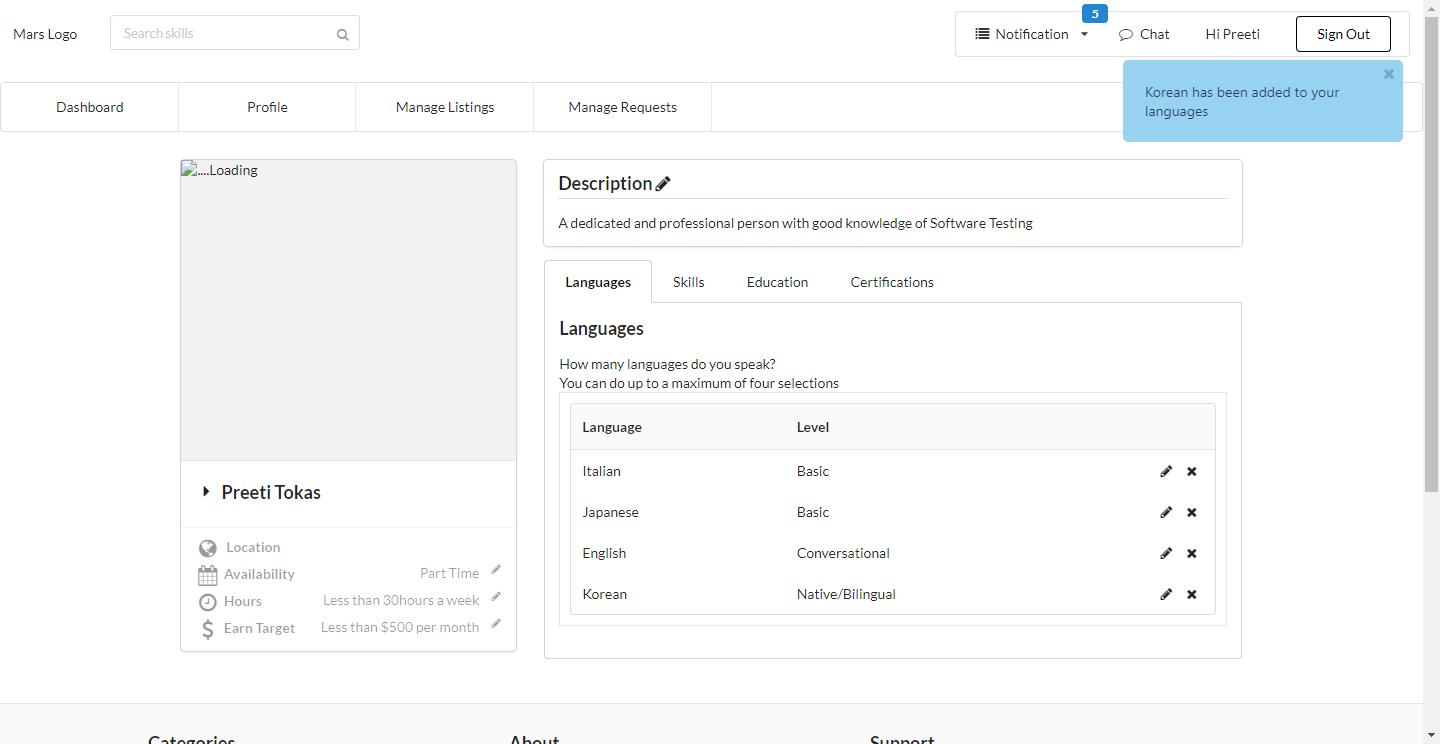 Mars Logo
Search skills
5
Notification
Chat
Hi Preeti
Sign Out
Korean has been added to your
languages
Dashboard
Profile
Manage Listings
Manage Requests
....Loading
Description
A dedicated and professional person with good knowledge of Software Testing
Languages
Skills
Education
Certifications
Languages
How many languages do you speak?
You can do up to a maximum of four selections
Language Level
Italian Basic
Japanese Basic
English Conversational
Korean Native/Bilingual
Preeti Tokas
Location
Availability Part Time
Hours Less than 30hours a week
Earn Target Less than $500 per month
Categories
About
Support